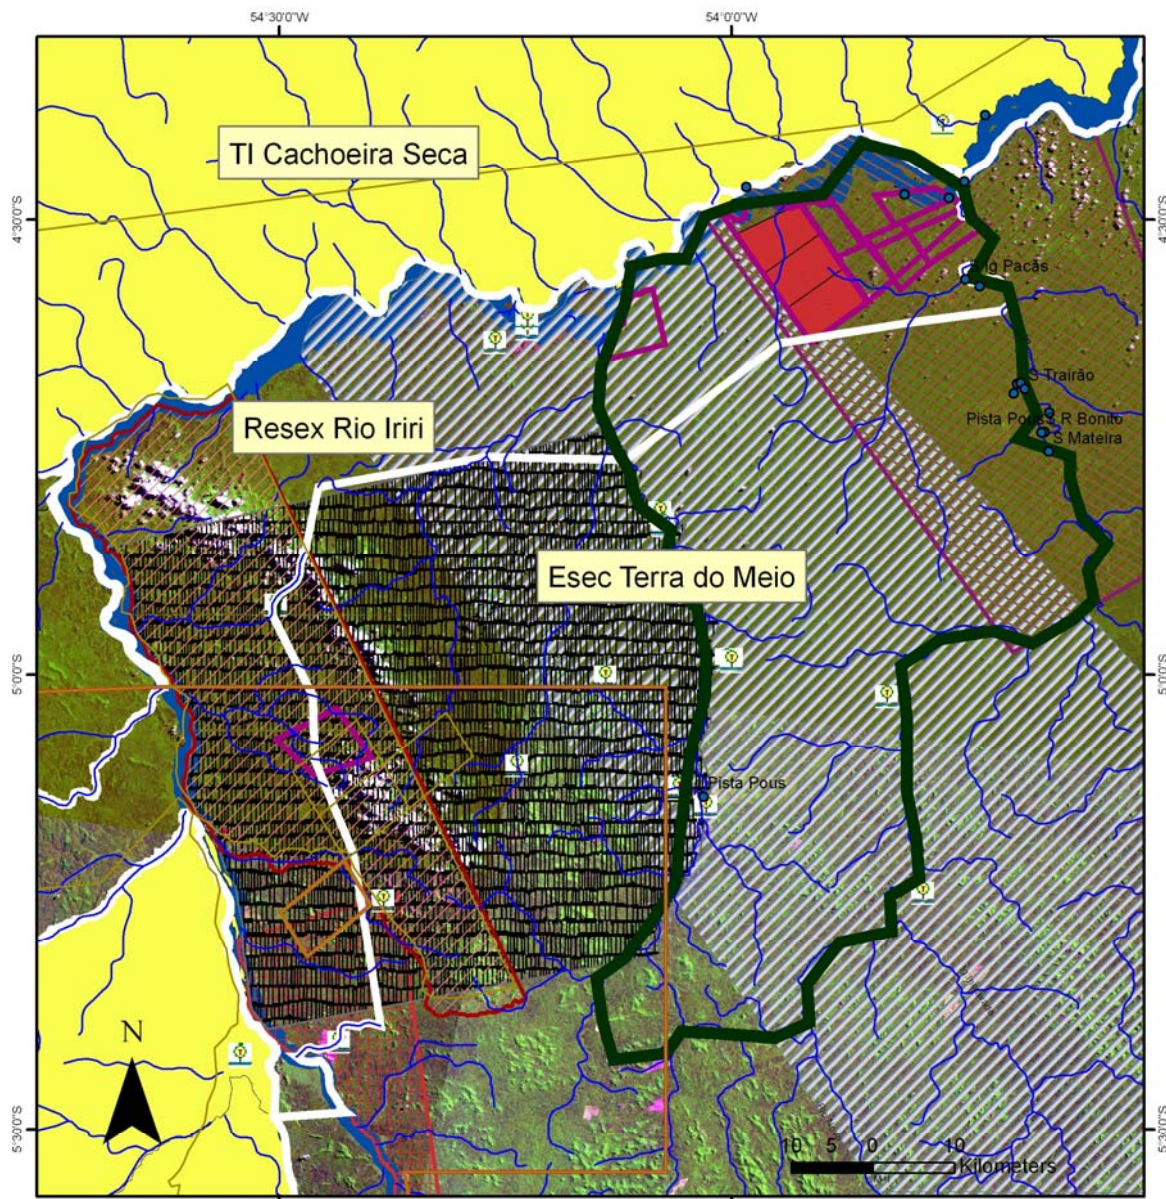 54°30'0"W
54°0'0"W
TI Cachoeira Seca
4°30'0"S
4°30'0"S
Pacãs
S Trairão
Resex Rio Iriri
Pista Pous
R Bonito
S Mateira
Esec Terra do Meio
5°0'0"S
5°0'0"S
Pista Pous
N
5°30'0"S
5°30'0"S
10 5 0 10
Kilometers